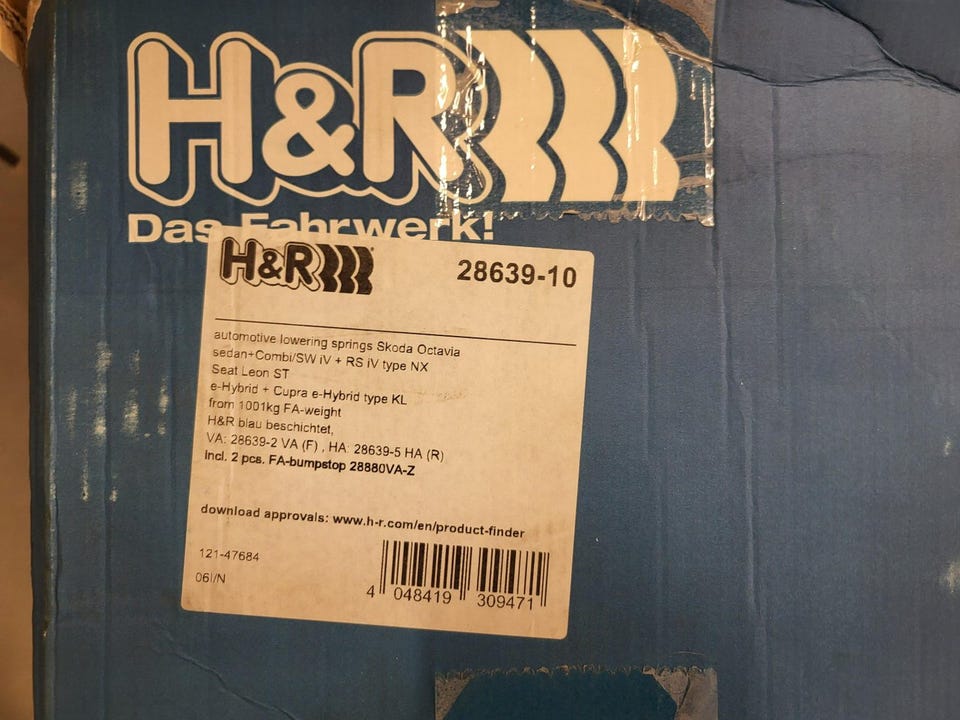 H&R
Das Fahrwerk!
H&R
28639-10
automotive lowering springs Skoda Octavia
sedan+Combi/SW iV + RS iV type NX
Seat Leon ST
e-Hybrid + Cupra e-Hybrid type KL
from 1001kg FA-weight
H&R blau beschichtet,
VA: 28639-2 VA (F) , HA: 28639-5 HA (R)
Incl. 2 pcs. FA-bumpstop 28880VA-Z
download approvals: www.h-r.com/en/product-finder
121-47684
06I/N
4 048419 309471